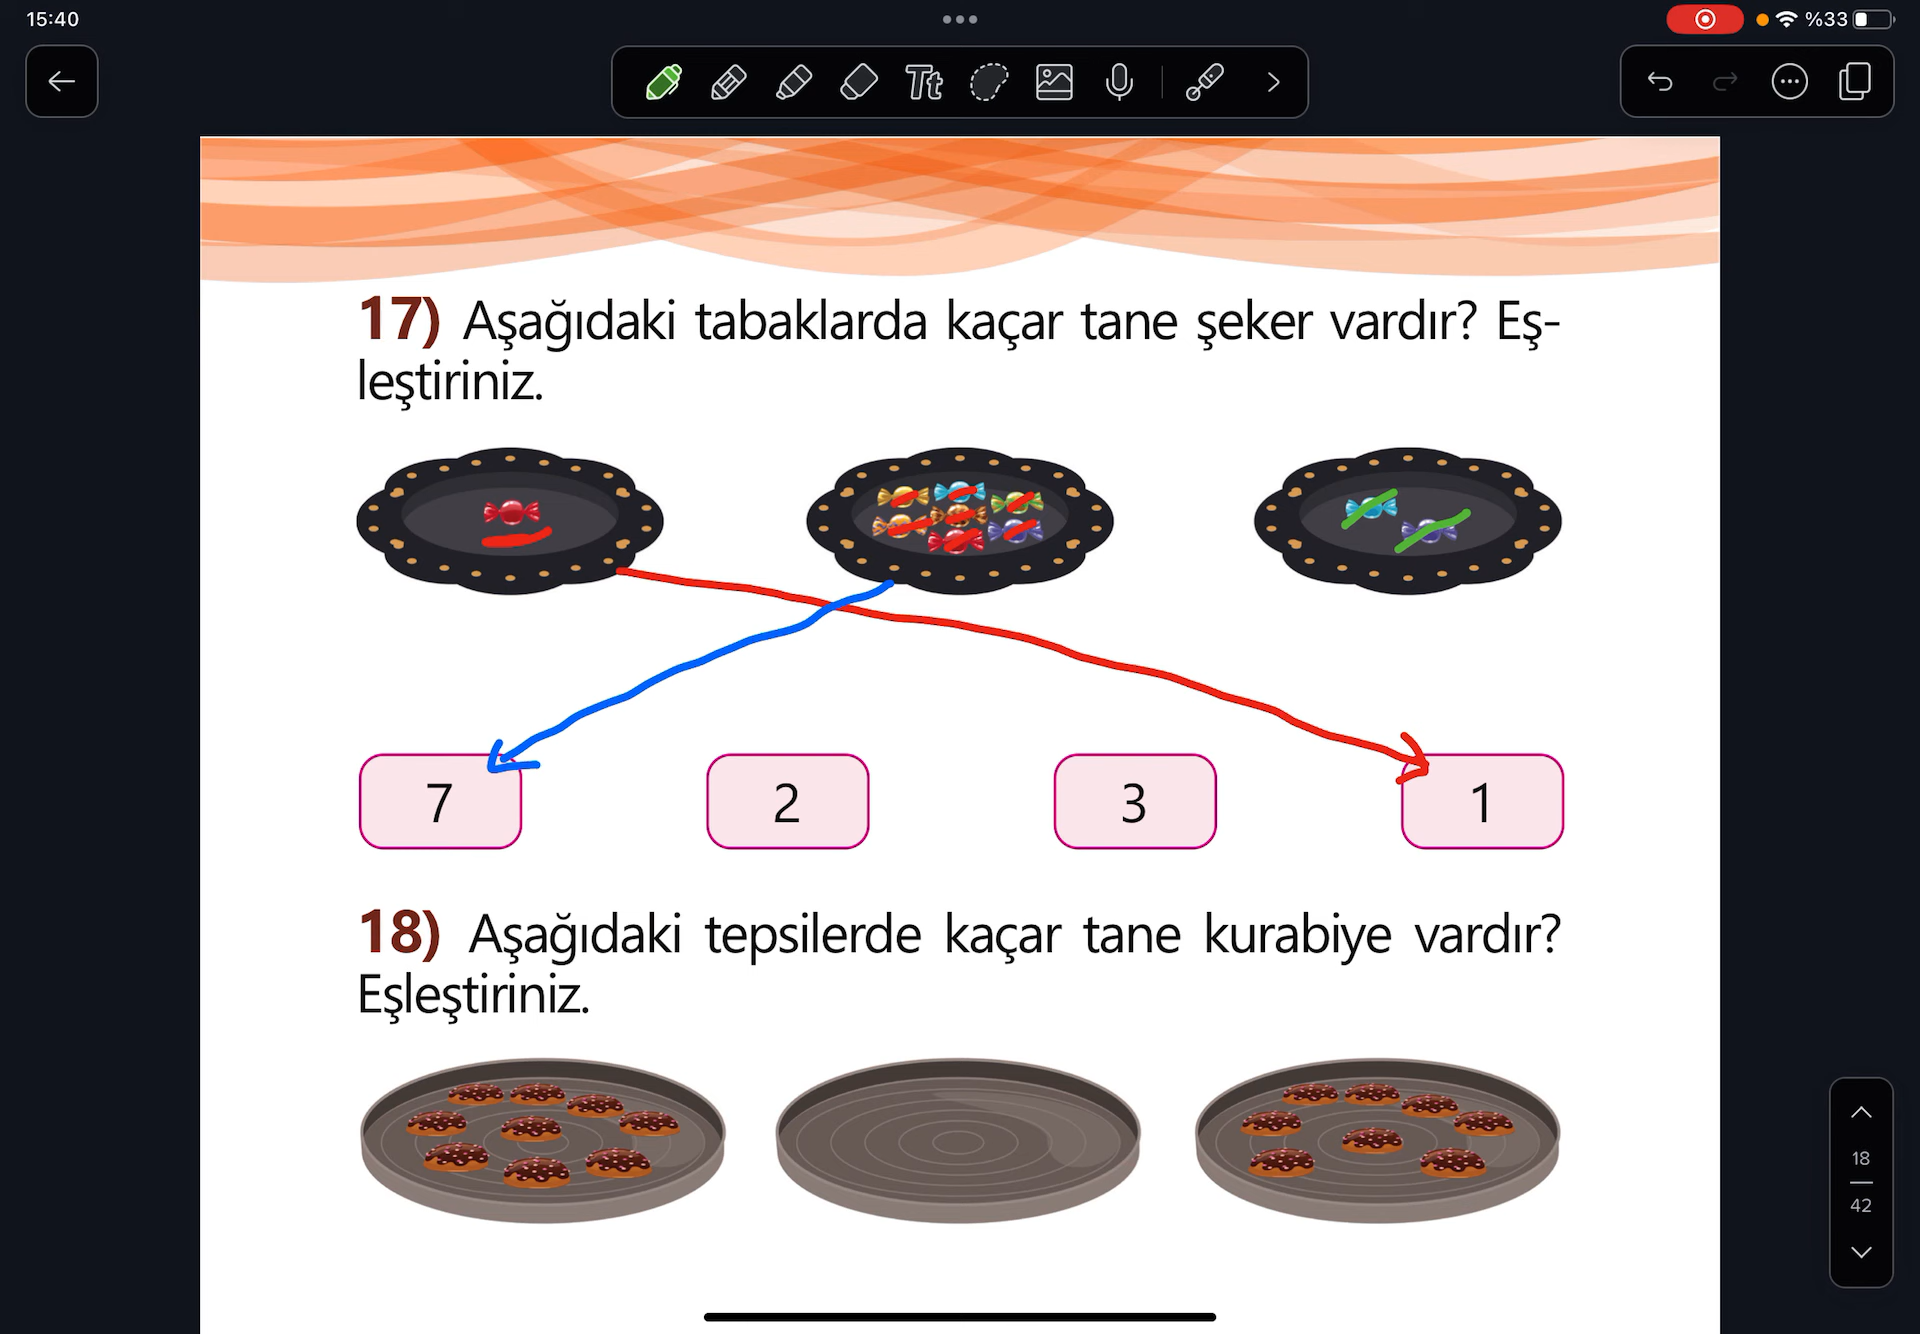 15:40
%33
Tt
17) Aşağıdaki tabaklarda kaçar tane şeker vardır? Eş-
leştiriniz.
7 2 3 1
18) Aşağıdaki tepsilerde kaçar tane kurabiye vardır?
Eşleştiriniz.
18
42